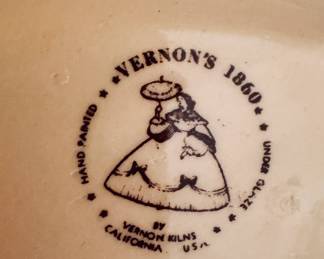 VERNON'S 1860
HAND PAINTED
UNDER GLAZE
BY
VERNON KILNS
CALIFORNIA U.S.A.